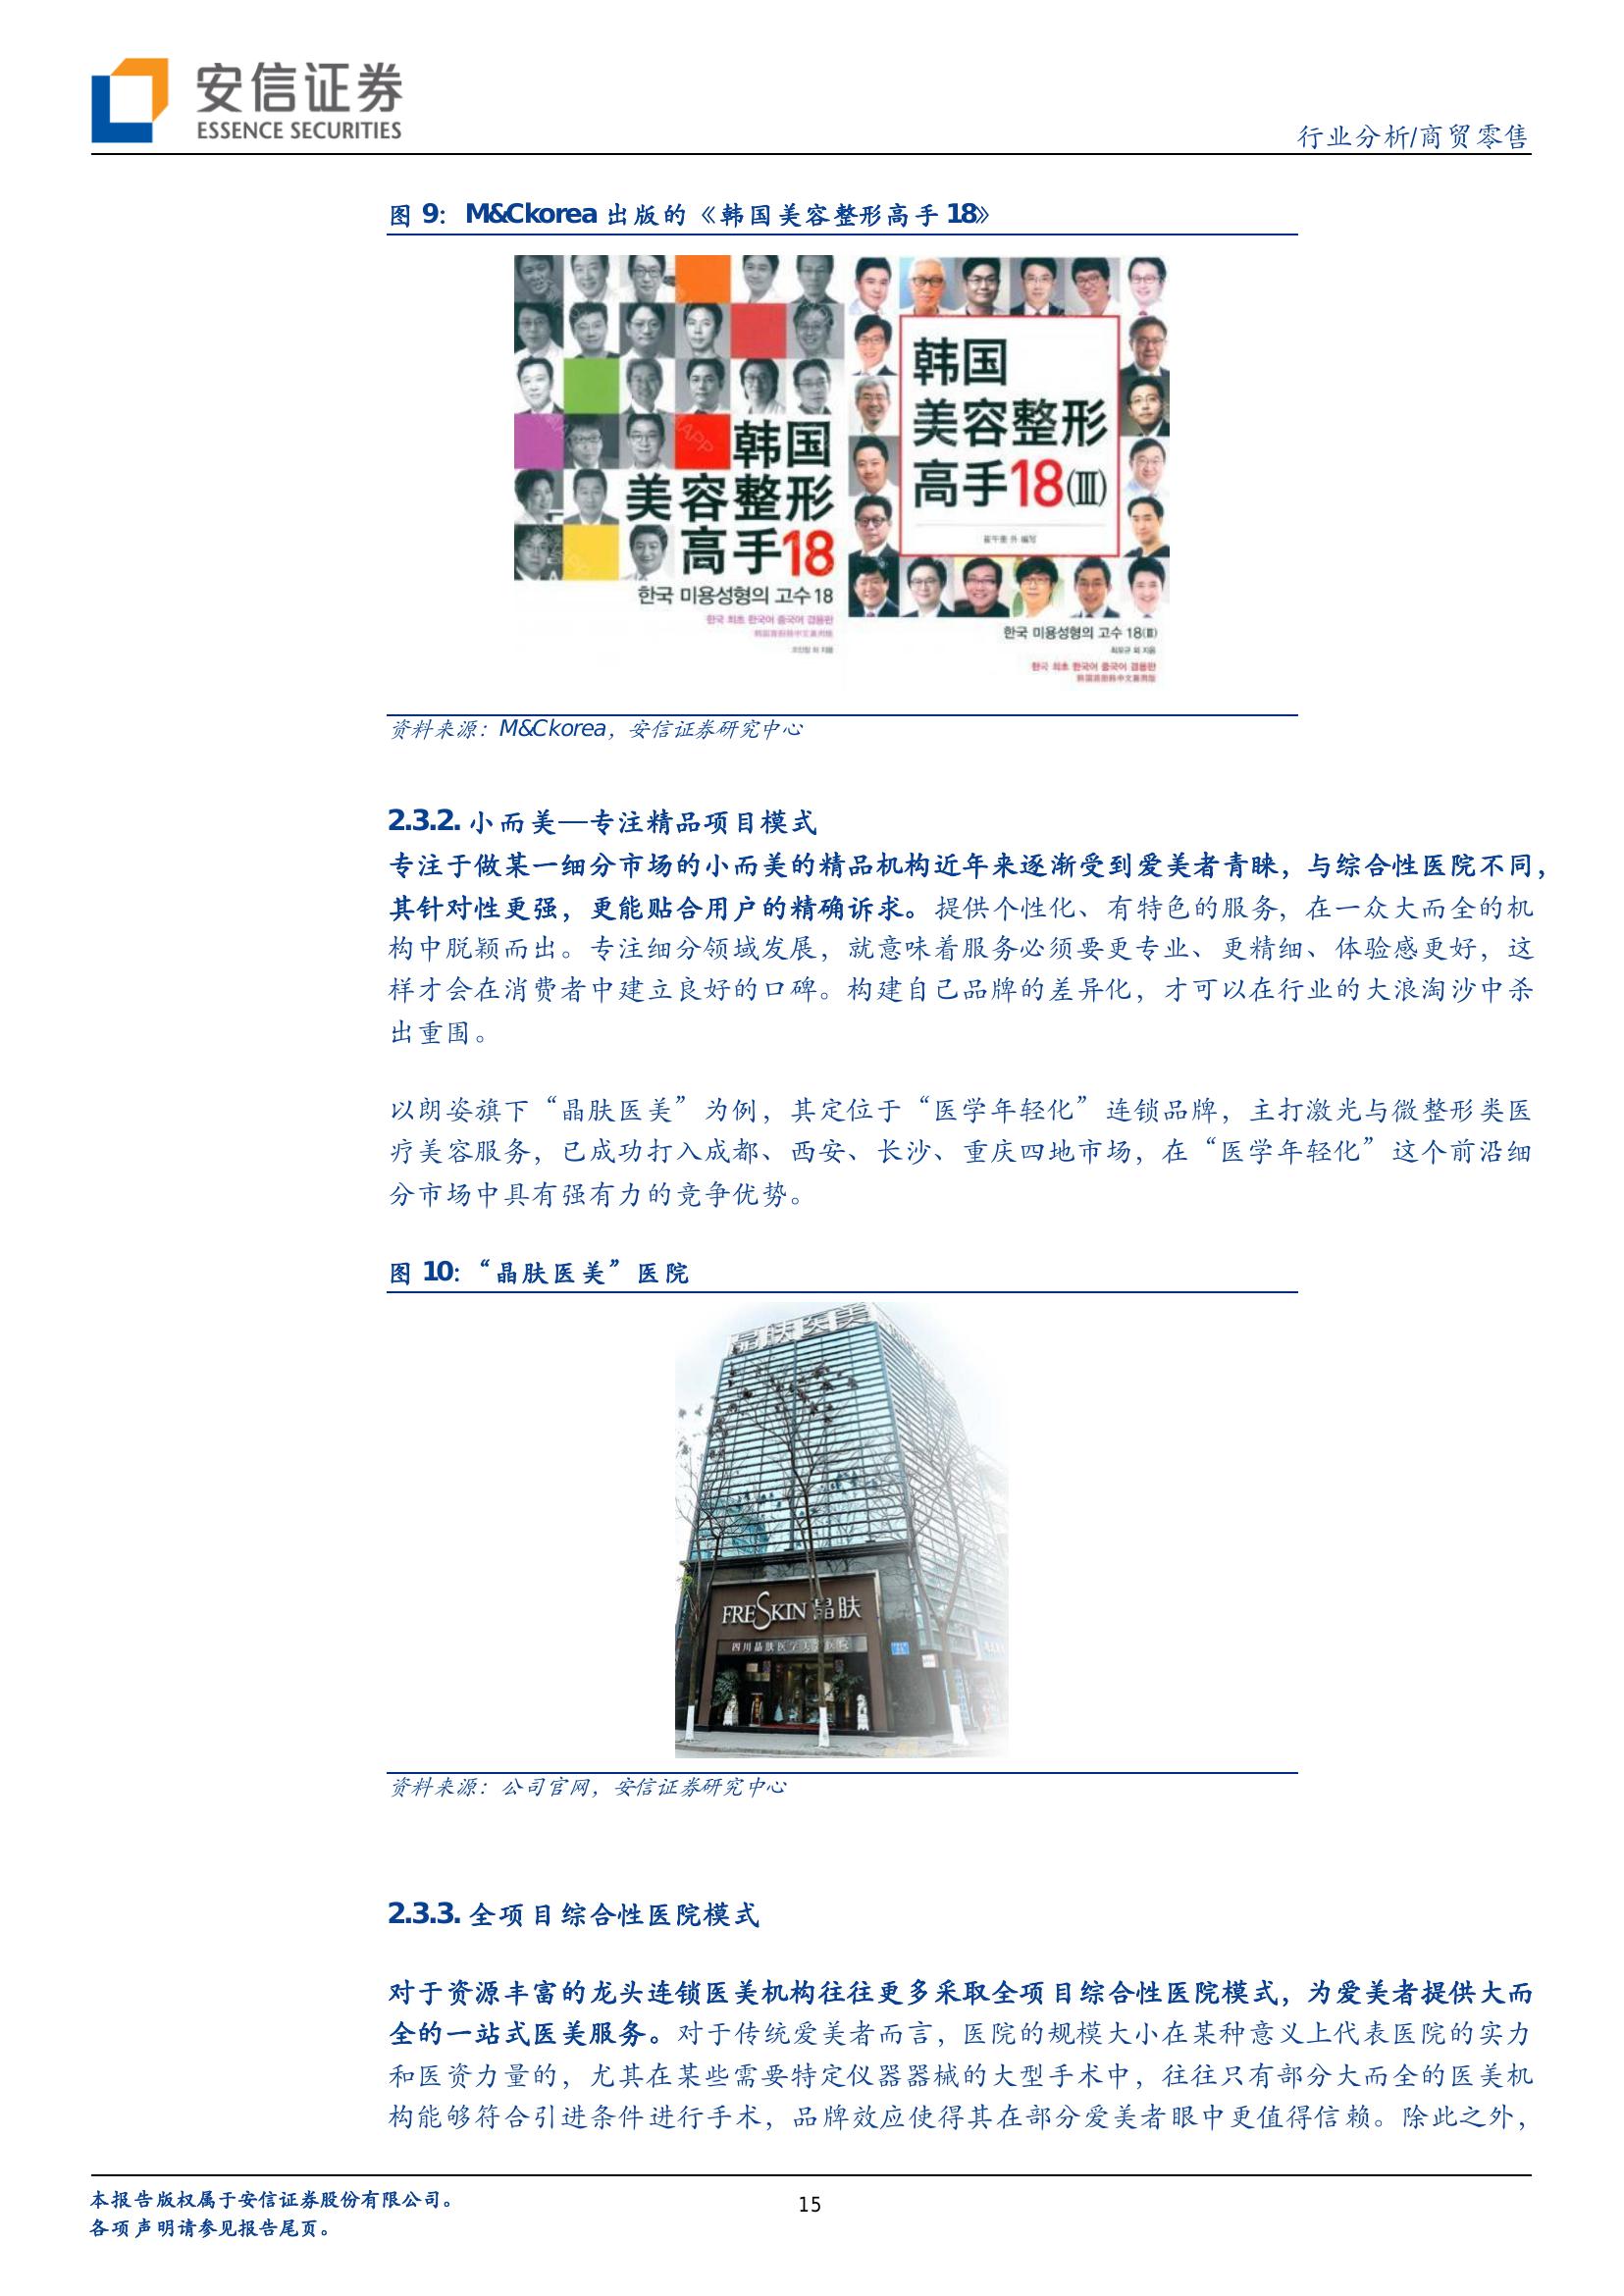 安信证券
ESSENCE SECURITIES
行业分析/商贸零售
图 9： M&Ckorea 出版的《韩国美容整形高手 18》
韩国
美容整形
高手18
한국 미용성형의 고수 18
한국 최초 한국어 중국어 겸용판
韩国
美容整形
高手18(III)
한국 미용성형의 고수 18(III)
한국 최초 한국어 중국어 겸용판
资料来源：M&Ckorea，安信证券研究中心
2.3.2. 小而美—专注精品项目模式
专注于做某一细分市场的小而美的精品机构近年来逐渐受到爱美者青睐，与综合性医院不同，
其针对性更强，更能贴合用户的精确诉求。提供个性化、有特色的服务，在一众大而全的机
构中脱颖而出。专注细分领域发展，就意味着服务必须要更专业、更精细、体验感更好，这
样才会在消费者中建立良好的口碑。构建自己品牌的差异化，才可以在行业的大浪淘沙中杀
出重围。
以朗姿旗下“晶肤医美”为例，其定位于“医学年轻化”连锁品牌，主打激光与微整形类医
疗美容服务，已成功打入成都、西安、长沙、重庆四地市场，在“医学年轻化”这个前沿细
分市场中具有强有力的竞争优势。
图 10：“晶肤医美”医院
晶肤医美
FRESKIN 晶肤
四川晶肤医学美容医院
资料来源：公司官网，安信证券研究中心
2.3.3. 全项目综合性医院模式
对于资源丰富的龙头连锁医美机构往往更多采取全项目综合性医院模式，为爱美者提供大而
全的一站式医美服务。对于传统爱美者而言，医院的规模大小在某种意义上代表医院的实力
和医资力量的，尤其在某些需要特定仪器器械的大型手术中，往往只有部分大而全的医美机
构能够符合引进条件进行手术，品牌效应使得其在部分爱美者眼中更值得信赖。除此之外，
本报告版权属于安信证券股份有限公司。
各项声明请参见报告尾页。
15